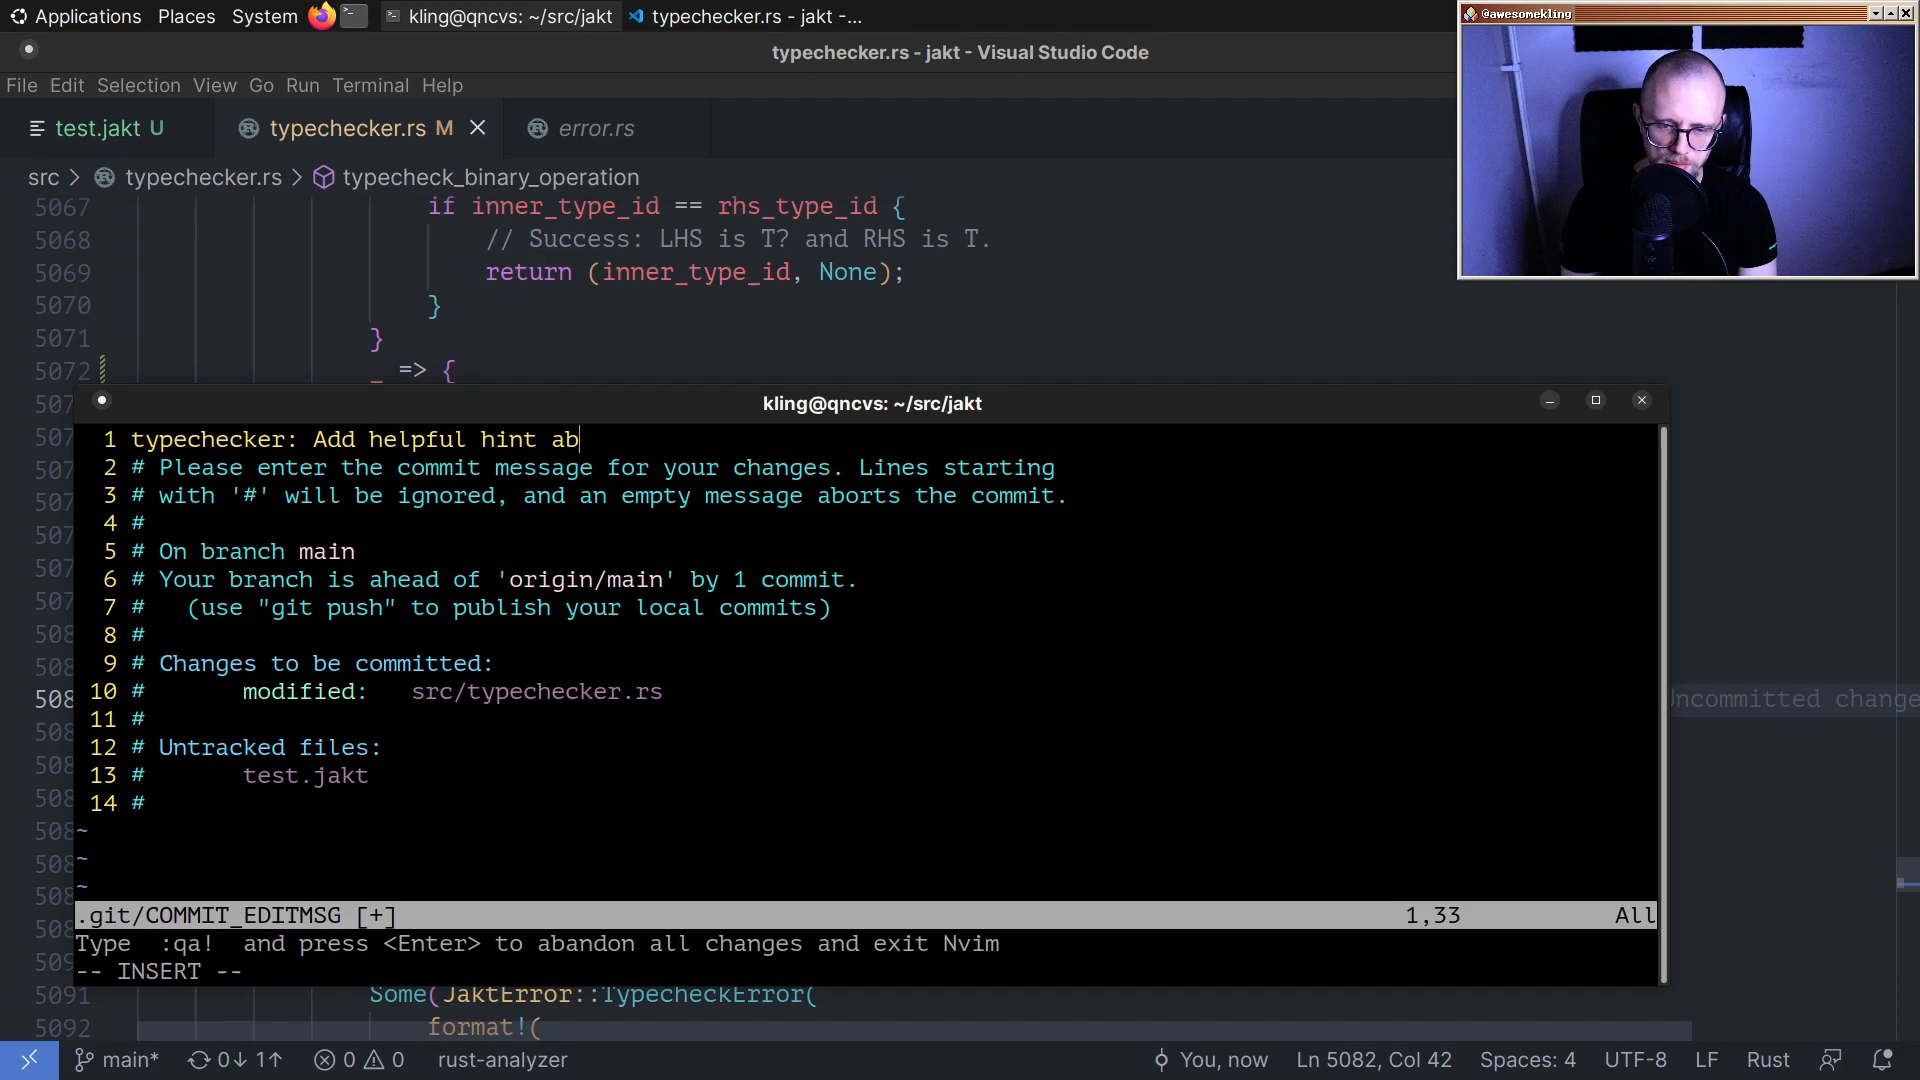 Applications Places System kling@qncvs: ~/src/jakt typechecker.rs - jakt -...
@awesomekling
typechecker.rs - jakt - Visual Studio Code
File Edit Selection View Go Run Terminal Help
test.jakt U typechecker.rs M error.rs
src > typechecker.rs > typecheck_binary_operation
5067 if inner_type_id == rhs_type_id {
5068 // Success: LHS is T? and RHS is T.
5069 return (inner_type_id, None);
5070 }
5071 }
5072 _ => {
kling@qncvs: ~/src/jakt
1 typechecker: Add helpful hint ab
2 # Please enter the commit message for your changes. Lines starting
3 # with '#' will be ignored, and an empty message aborts the commit.
4 #
5 # On branch main
6 # Your branch is ahead of 'origin/main' by 1 commit.
7 #   (use "git push" to publish your local commits)
8 #
9 # Changes to be committed:
10 #       modified:   src/typechecker.rs
11 #
12 # Untracked files:
13 #       test.jakt
14 #
~
~
~
.git/COMMIT_EDITMSG [+] 1,33 All
Type  :qa!  and press <Enter> to abandon all changes and exit Nvim
-- INSERT --
5091 Some(JaktError::TypecheckError(
5092 format!(
main* 0↓ 1↑ 0 0 rust-analyzer You, now Ln 5082, Col 42 Spaces: 4 UTF-8 LF Rust